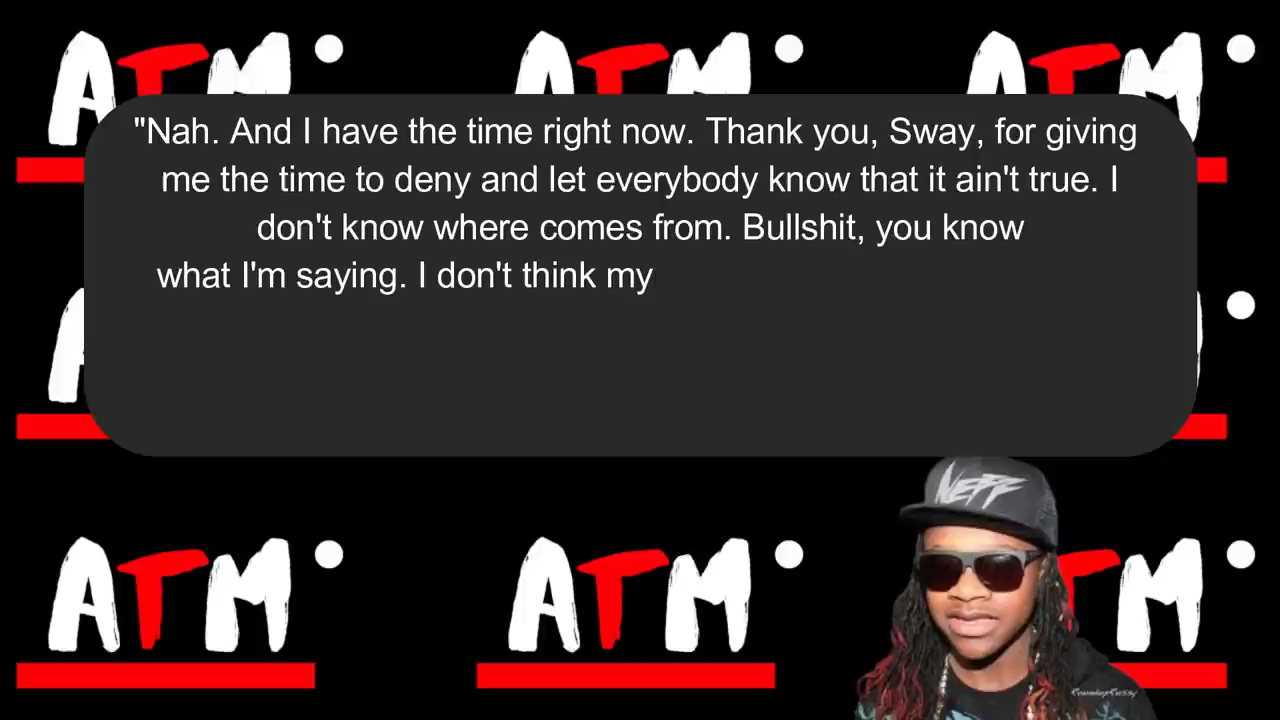 ATM ATM ATM
"Nah. And I have the time right now. Thank you, Sway, for giving
me the time to deny and let everybody know that it ain't true. I
don't know where comes from. Bullshit, you know
what I'm saying. I don't think my
NEFF
ATM ATM TM